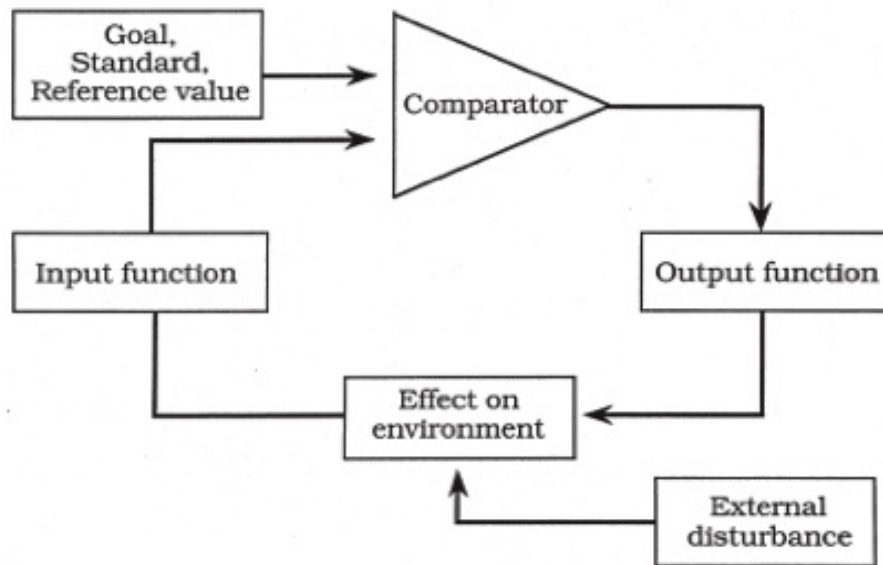 Goal,
Standard,
Reference value
Comparator
Input function
Output function
Effect on
environment
External
disturbance